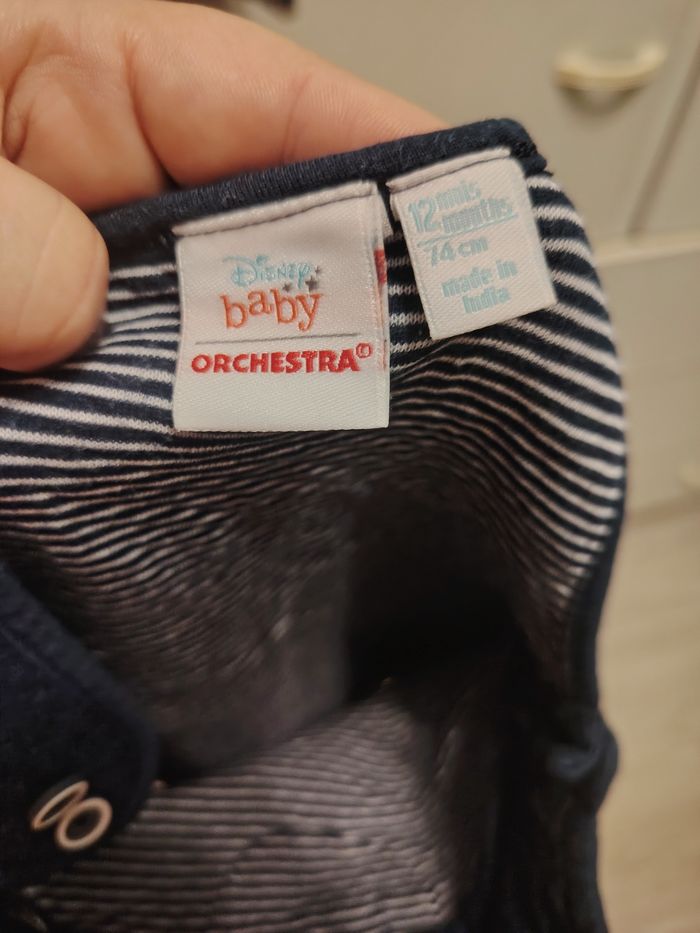 Disney
baby
ORCHESTRA®
12 mois
months
74 cm
made in
India